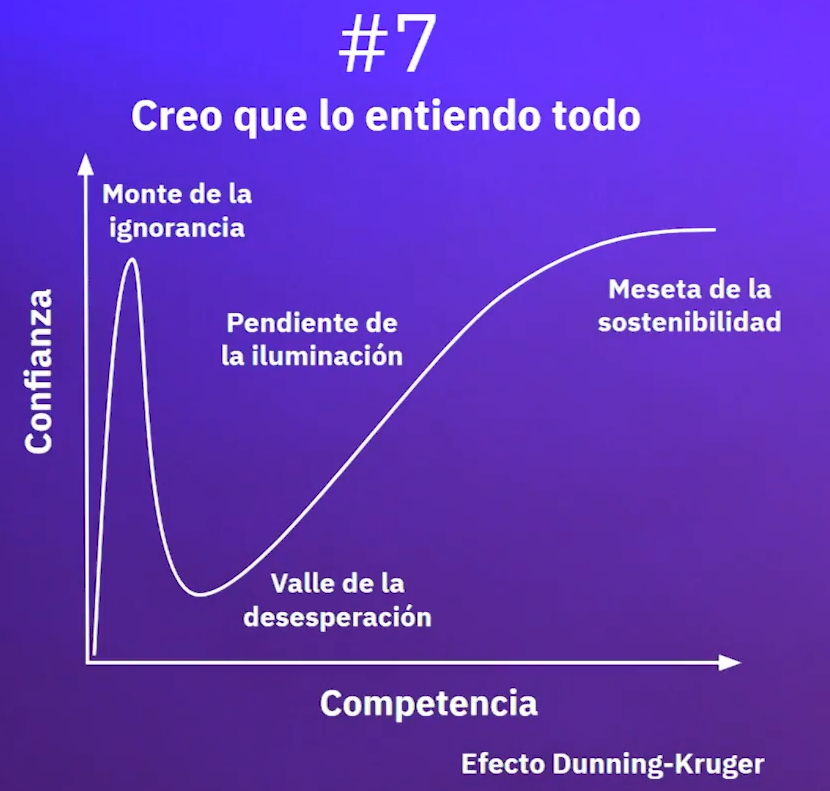 #7
Creo que lo entiendo todo
Monte de la
ignorancia
Confianza
Pendiente de
la iluminación
Meseta de la
sostenibilidad
Valle de la
desesperación
Competencia
Efecto Dunning-Kruger